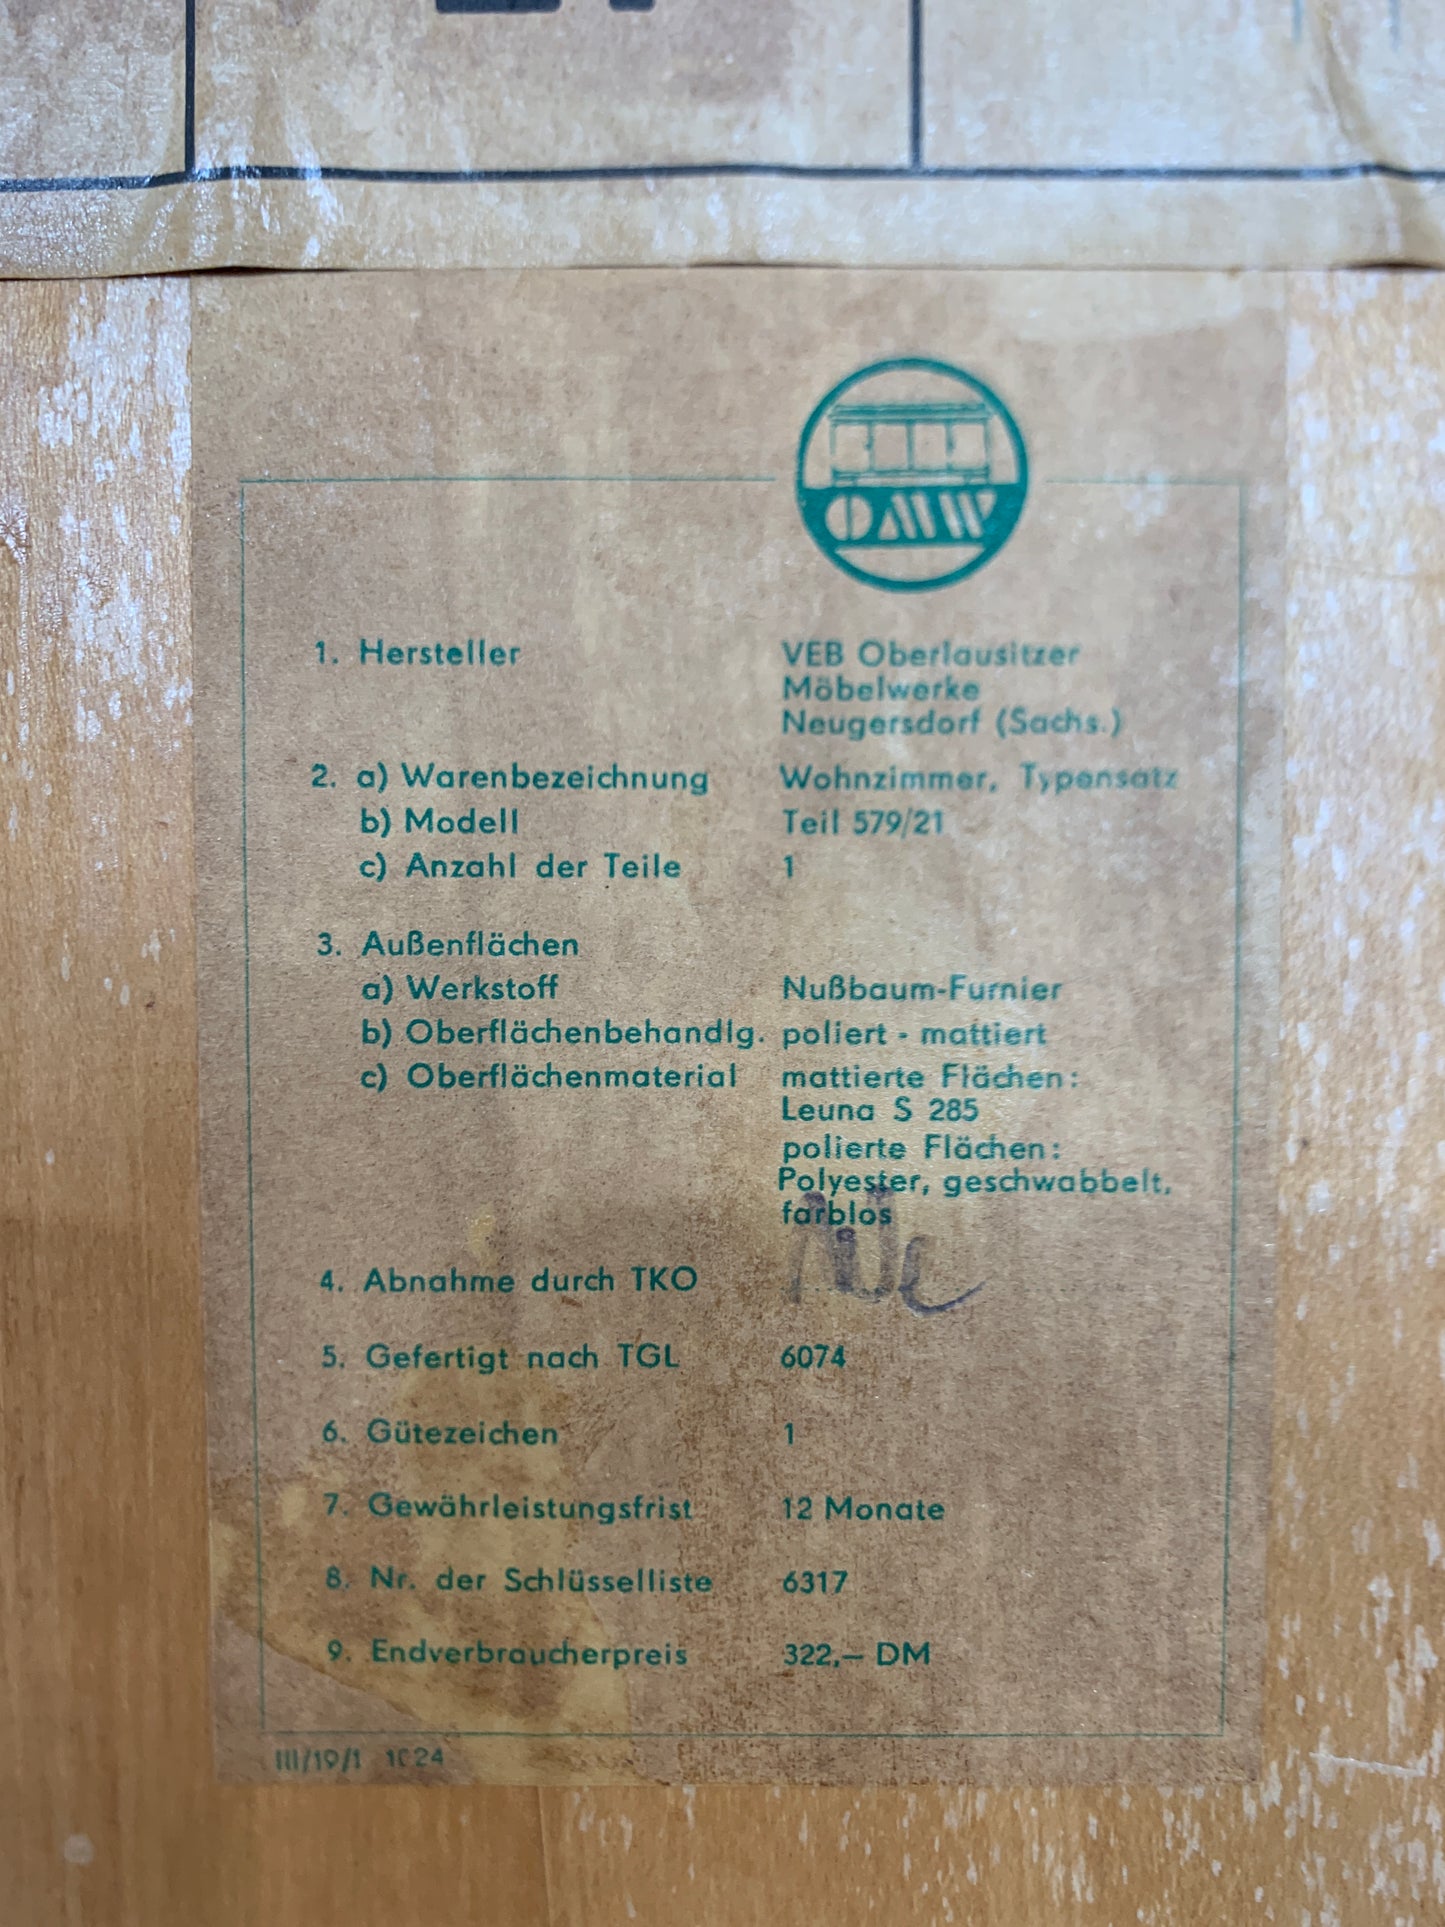 OMW
1. Hersteller VEB Oberlausitzer
Möbelwerke
Neugersdorf (Sachs.)
2. a) Warenbezeichnung Wohnzimmer, Typensatz
b) Modell Teil 579/21
c) Anzahl der Teile 1
3. Außenflächen
a) Werkstoff Nußbaum-Furnier
b) Oberflächenbehandlg. poliert - mattiert
c) Oberflächenmaterial mattierte Flächen:
Leuna S 285
polierte Flächen:
Polyester, geschwabbelt,
farblos
4. Abnahme durch TKO
5. Gefertigt nach TGL 6074
6. Gütezeichen 1
7. Gewährleistungsfrist 12 Monate
8. Nr. der Schlüsselliste 6317
9. Endverbraucherpreis 322,— DM
III/19/1